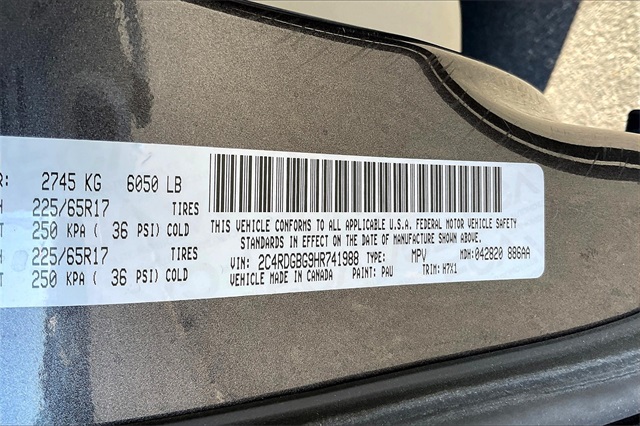 R: 2745 KG 6050 LB
H 225/65R17 TIRES
T 250 KPA ( 36 PSI) COLD
H 225/65R17 TIRES
T 250 KPA ( 36 PSI) COLD
THIS VEHICLE CONFORMS TO ALL APPLICABLE U.S.A. FEDERAL MOTOR VEHICLE SAFETY
STANDARDS IN EFFECT ON THE DATE OF MANUFACTURE SHOWN ABOVE.
VIN: 2C4RDGBG9HR741988 TYPE: MPV MDH: 042820 886AA
VEHICLE MADE IN CANADA PAINT: PAU TRIM: H7X1